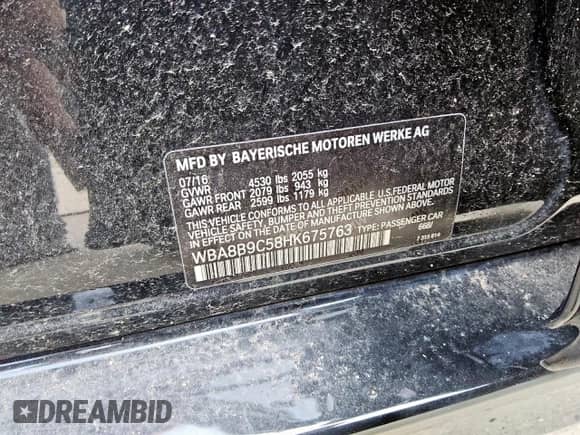 MFD BY BAYERISCHE MOTOREN WERKE AG
07/16
GVWR 4530 lbs 2055 kg
GAWR FRONT 2079 lbs 943 kg
GAWR REAR 2599 lbs 1179 kg
THIS VEHICLE CONFORMS TO ALL APPLICABLE U.S. FEDERAL MOTOR
VEHICLE SAFETY, BUMPER AND THEFT PREVENTION STANDARDS
IN EFFECT ON THE DATE OF MANUFACTURE SHOWN ABOVE.
WBA8B9C58HK675763 TYPE: PASSENGER CAR
668U
DREAMBID